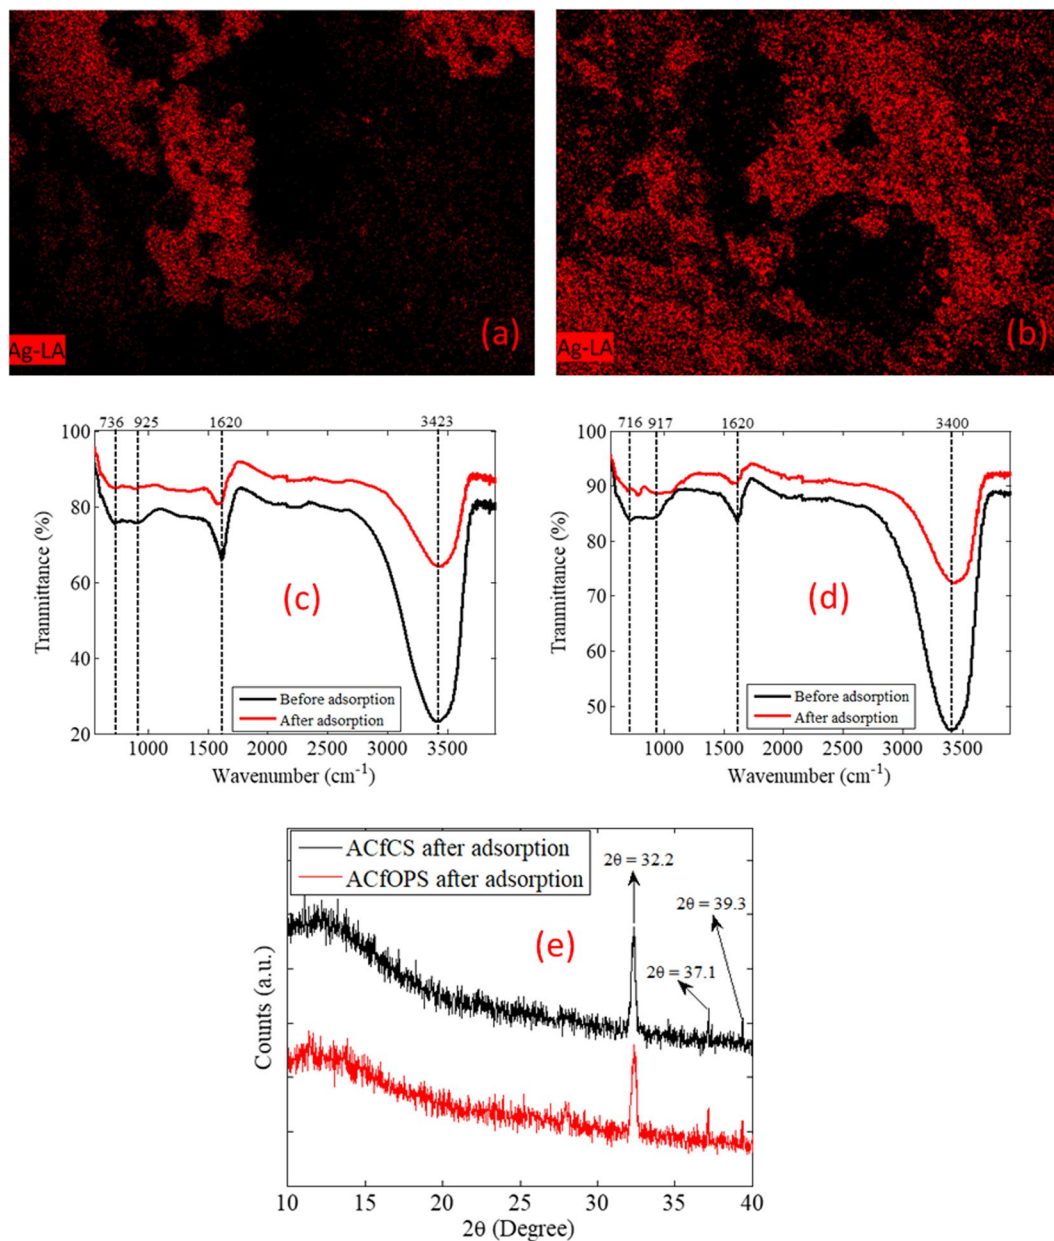 Ag-LA
(a)
Ag-LA
(b)
736 925 1620 3423
100
80
60
40
20
Tranmittance (%)
(c)
Before adsorption
After adsorption
1000 1500 2000 2500 3000 3500
Wavenumber (cm-1)
716 917 1620 3400
100
90
80
70
60
50
Tranmittance (%)
(d)
Before adsorption
After adsorption
1000 1500 2000 2500 3000 3500
Wavenumber (cm-1)
ACfCS after adsorption
ACfOPS after adsorption
2θ = 32.2
2θ = 39.3
2θ = 37.1
(e)
Counts (a.u.)
10 15 20 25 30 35 40
2θ (Degree)